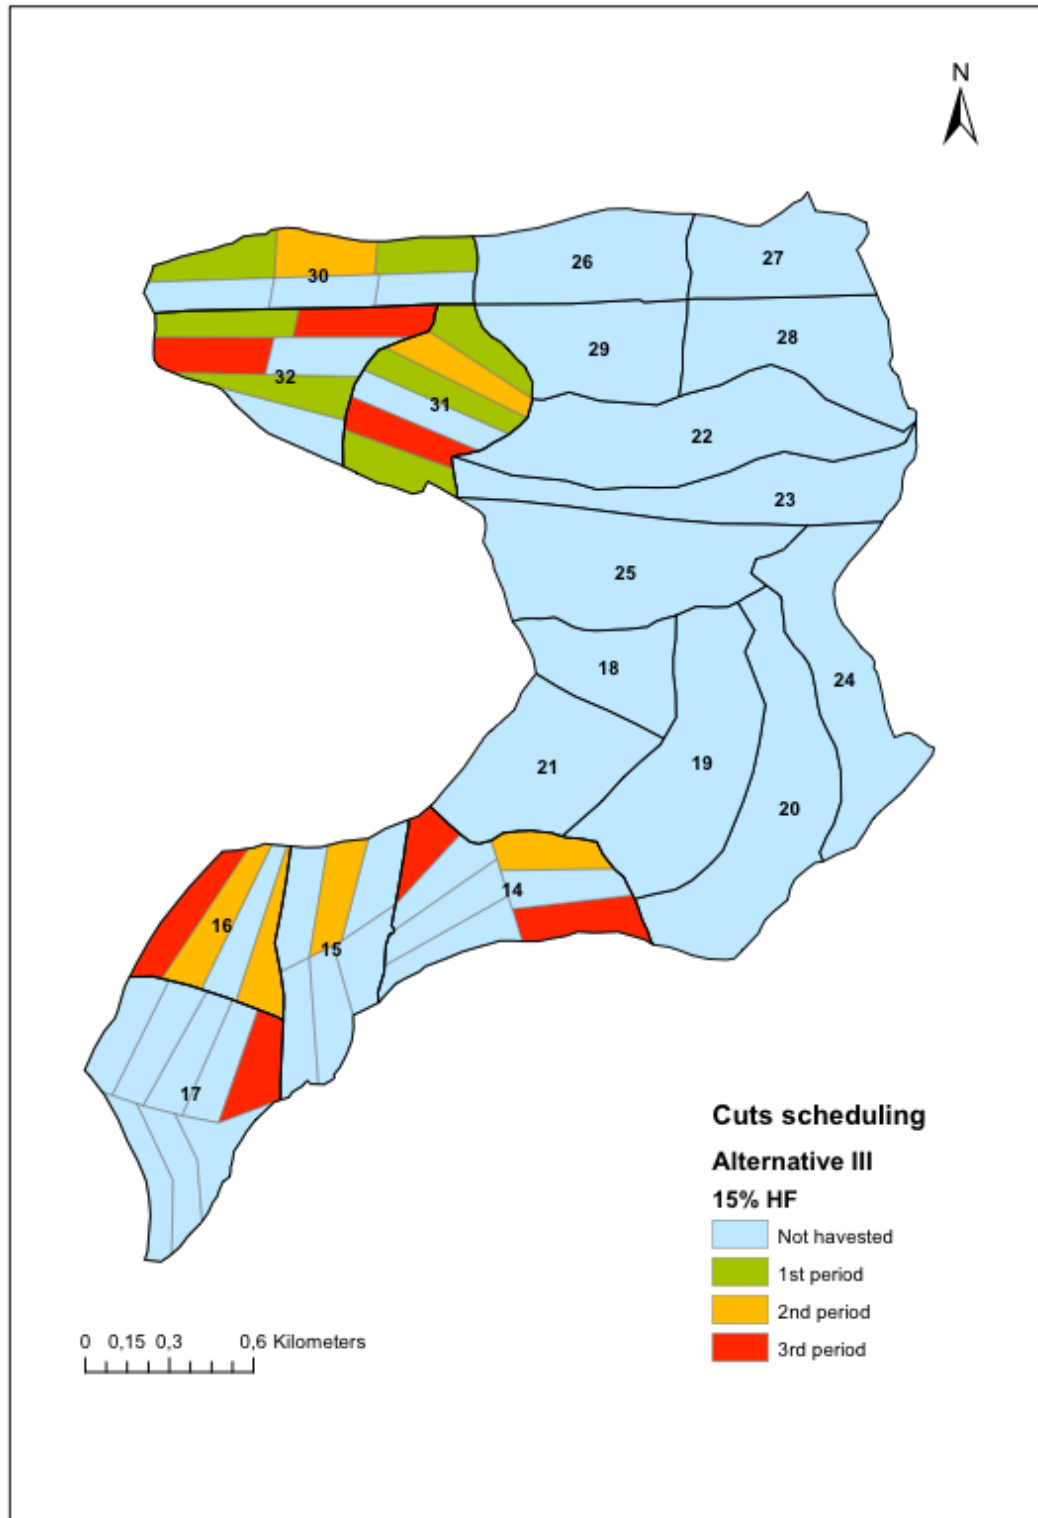 N
27
26
30
28
29
32
31
22
23
25
18
24
21
19
20
14
16
15
17
Cuts scheduling
Alternative III
15% HF
Not havested
1st period
2nd period
3rd period
0 0,15 0,3 0,6 Kilometers